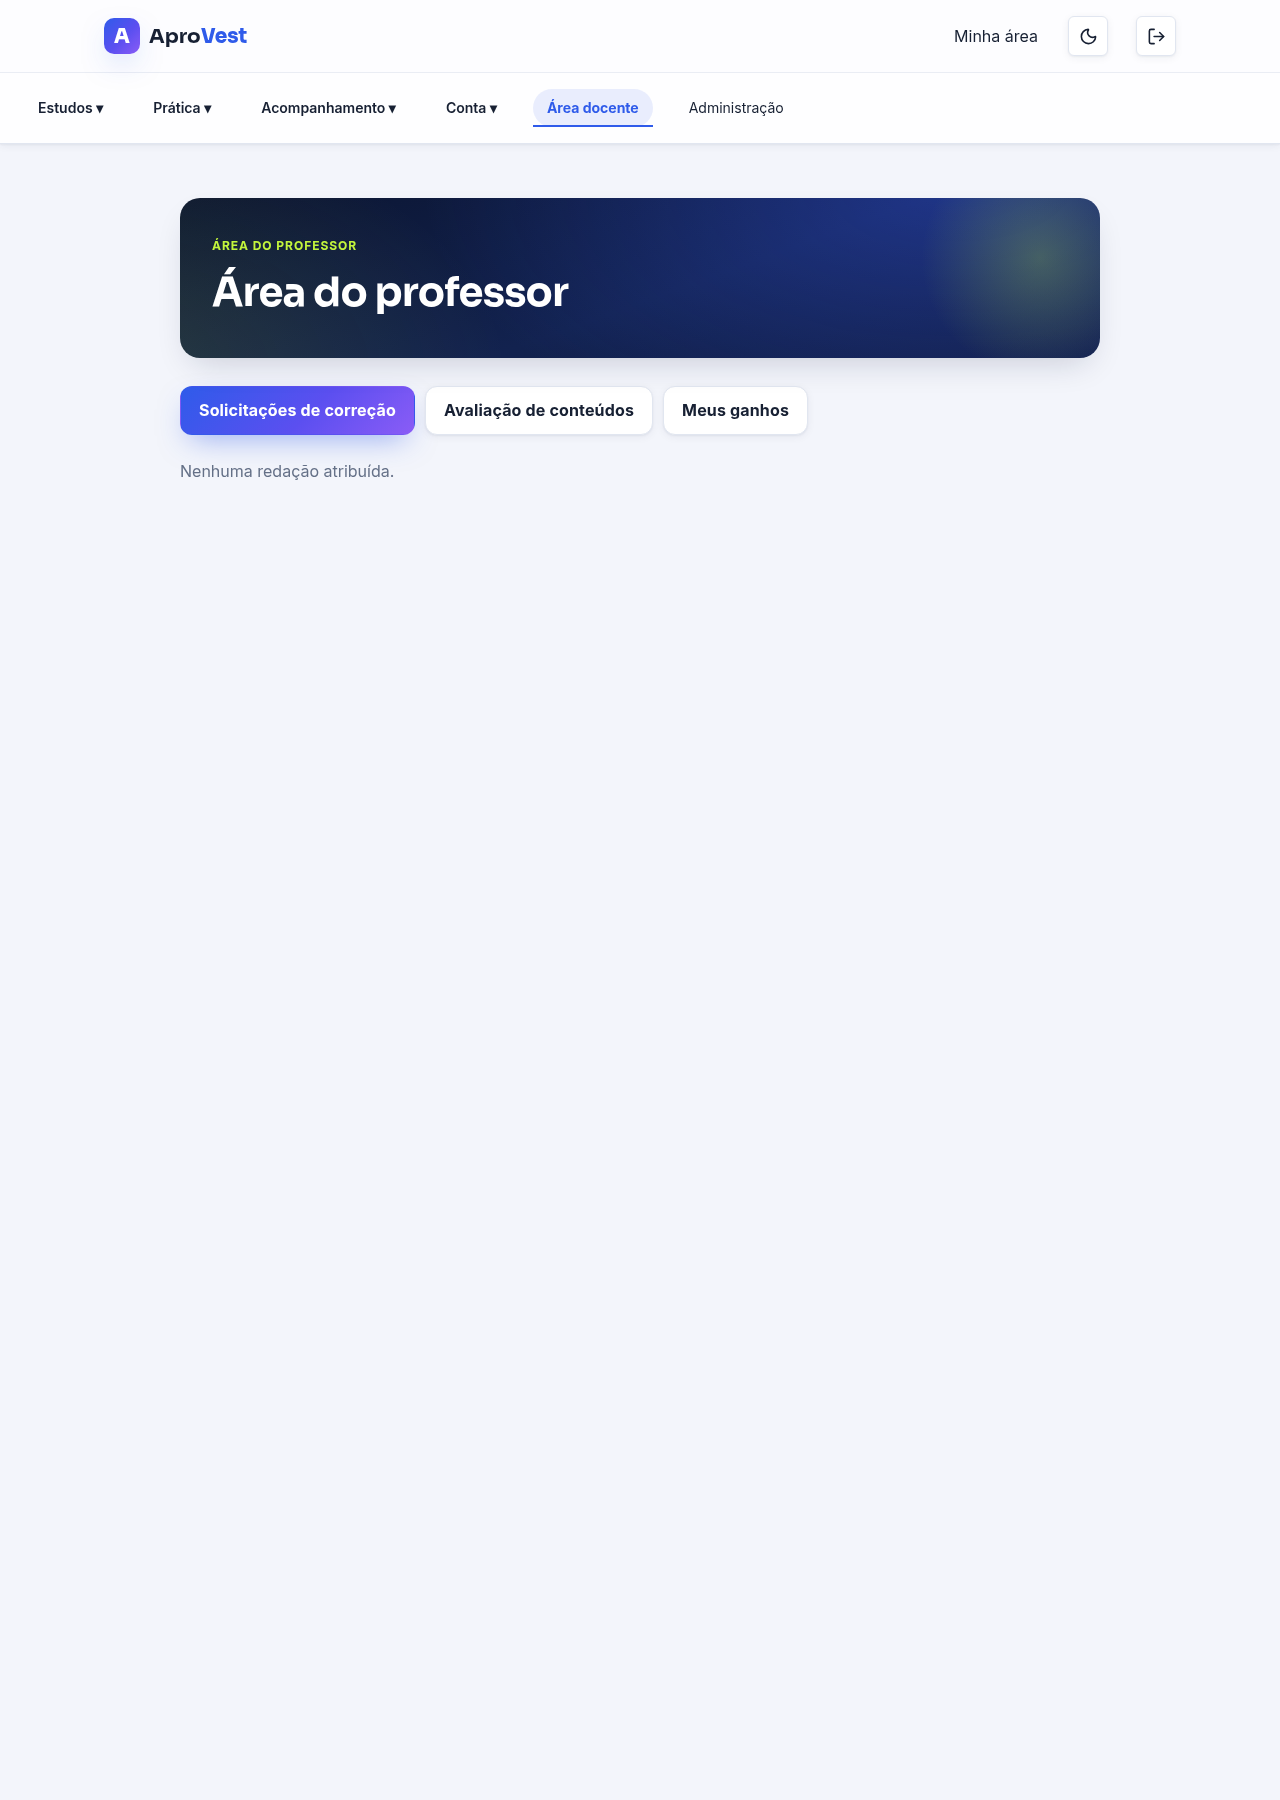 A AproVest
Minha área
Estudos ▾ Prática ▾ Acompanhamento ▾ Conta ▾ Área docente Administração
ÁREA DO PROFESSOR
Área do professor
Solicitações de correção Avaliação de conteúdos Meus ganhos
Nenhuma redação atribuída.